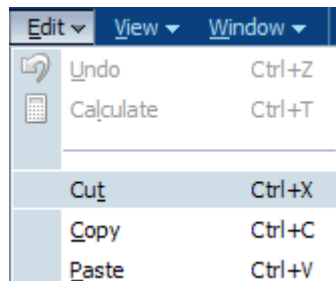 Edit View Window
Undo Ctrl+Z
Calculate Ctrl+T
Cut Ctrl+X
Copy Ctrl+C
Paste Ctrl+V